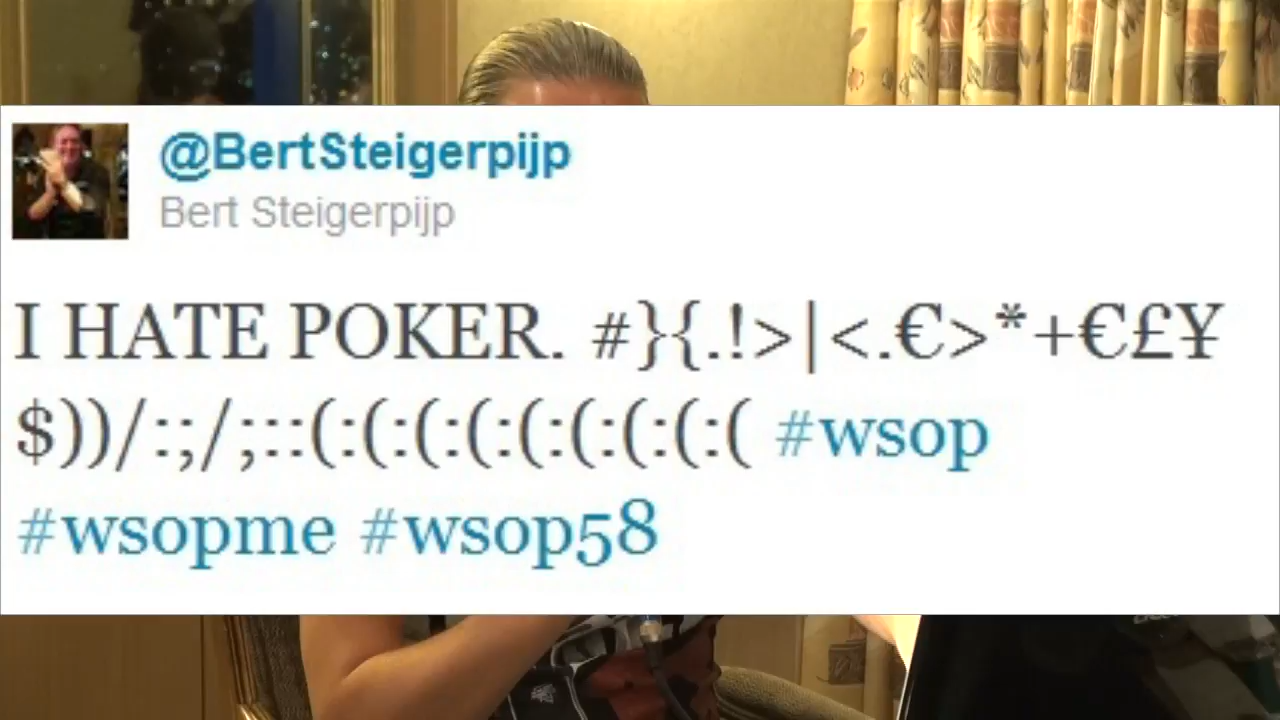 @BertSteigerpijp
Bert Steigerpijp
I HATE POKER. #}{.!>|<.€>*+€£¥
$))/:;/;::(:(:(:(:(:(:(:(:( #wsop
#wsopme #wsop58